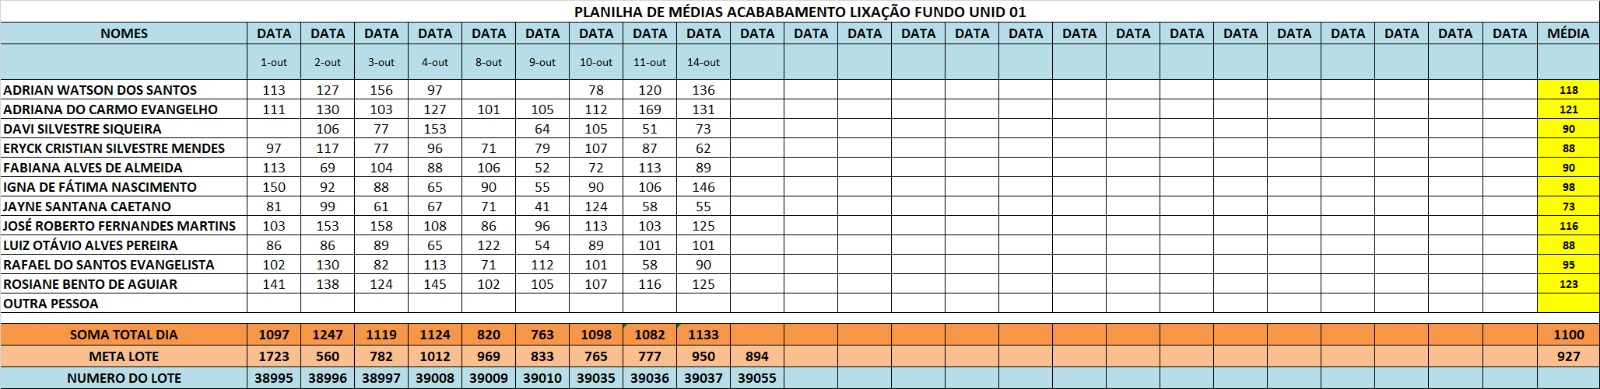 PLANILHA DE MÉDIAS ACABABAMENTO LIXAÇÃO FUNDO UNID 01
NOMES DATA DATA DATA DATA DATA DATA DATA DATA DATA DATA DATA DATA DATA DATA DATA DATA DATA DATA DATA DATA DATA DATA DATA DATA MÉDIA
1-out 2-out 3-out 4-out 8-out 9-out 10-out 11-out 14-out
ADRIAN WATSON DOS SANTOS 113 127 156 97 78 120 136 118
ADRIANA DO CARMO EVANGELHO 111 130 103 127 101 105 112 169 131 121
DAVI SILVESTRE SIQUEIRA 106 77 153 64 105 51 73 90
ERYCK CRISTIAN SILVESTRE MENDES 97 117 77 96 71 79 107 87 62 88
FABIANA ALVES DE ALMEIDA 113 69 104 88 106 52 72 113 89 90
IGNA DE FÁTIMA NASCIMENTO 150 92 88 65 90 55 90 106 146 98
JAYNE SANTANA CAETANO 81 99 61 67 71 41 124 58 55 73
JOSÉ ROBERTO FERNANDES MARTINS 103 153 158 108 86 96 113 103 125 116
LUIZ OTÁVIO ALVES PEREIRA 86 86 89 65 122 54 89 101 101 88
RAFAEL DO SANTOS EVANGELISTA 102 130 82 113 71 112 101 58 90 95
ROSIANE BENTO DE AGUIAR 141 138 124 145 102 105 107 116 125 123
OUTRA PESSOA
SOMA TOTAL DIA 1097 1247 1119 1124 820 763 1098 1082 1133 1100
META LOTE 1723 560 782 1012 969 833 765 777 950 894 927
NUMERO DO LOTE 38995 38996 38997 39008 39009 39010 39035 39036 39037 39055